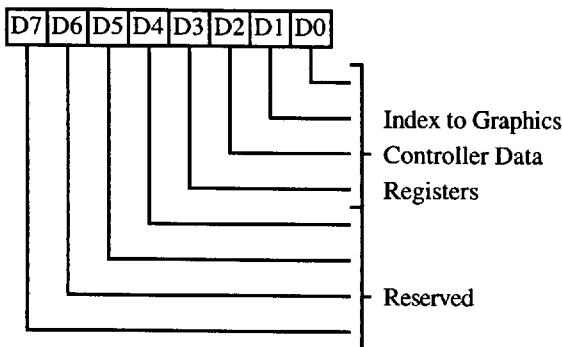 D7 D6 D5 D4 D3 D2 D1 D0
Index to Graphics
Controller Data
Registers
Reserved